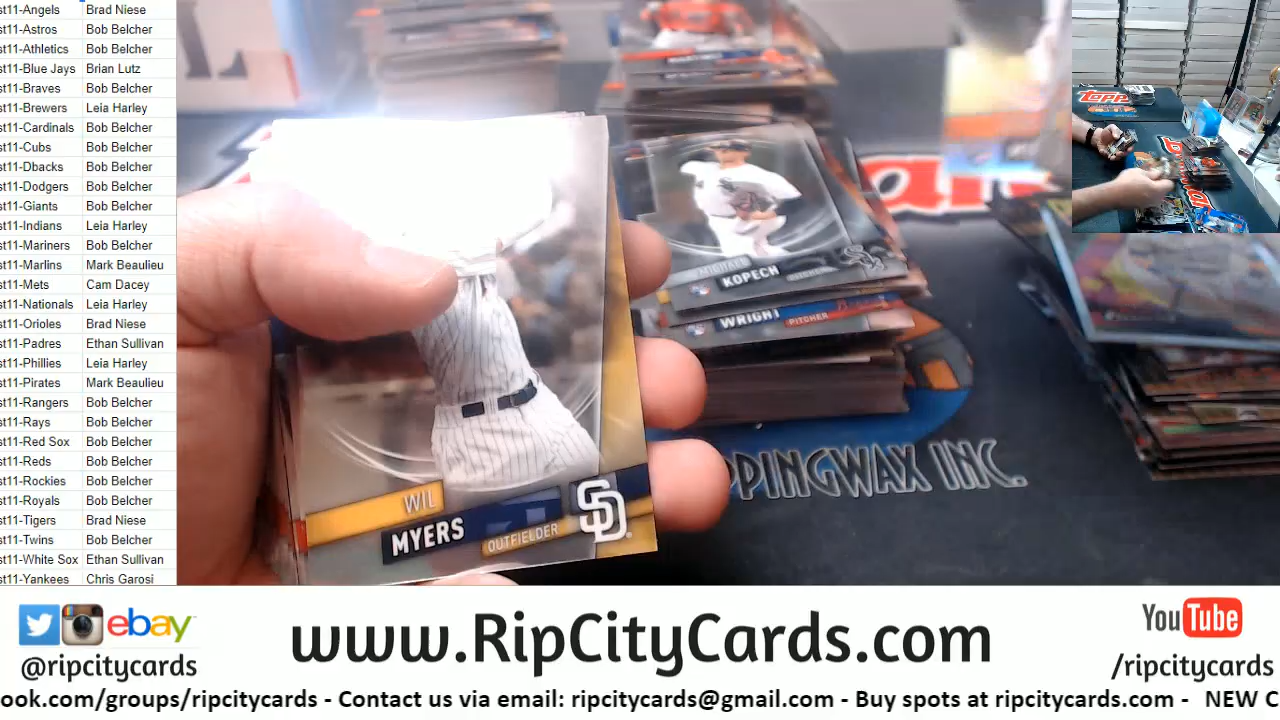 st11-Angels Brad Niese
st11-Astros Bob Belcher
st11-Athletics Bob Belcher
st11-Blue Jays Brian Lutz
st11-Braves Bob Belcher
st11-Brewers Leia Harley
st11-Cardinals Bob Belcher
st11-Cubs Bob Belcher
st11-Dbacks Bob Belcher
st11-Dodgers Bob Belcher
st11-Giants Bob Belcher
st11-Indians Leia Harley
st11-Mariners Bob Belcher
st11-Marlins Mark Beaulieu
st11-Mets Cam Dacey
st11-Nationals Leia Harley
st11-Orioles Brad Niese
st11-Padres Ethan Sullivan
st11-Phillies Leia Harley
st11-Pirates Mark Beaulieu
st11-Rangers Bob Belcher
st11-Rays Bob Belcher
st11-Red Sox Bob Belcher
st11-Reds Bob Belcher
st11-Rockies Bob Belcher
st11-Royals Bob Belcher
st11-Tigers Brad Niese
st11-Twins Bob Belcher
st11-White Sox Ethan Sullivan
st11-Yankees Chris Garosi
MICHAEL
KOPECH PITCHER
WRIGHT PITCHER
WIL
MYERS OUTFIELDER
SD
PPINGWAX INC.
TOPP
ebay
@ripcitycards
www.RipCityCards.com
YouTube
/ripcitycards
ook.com/groups/ripcitycards - Contact us via email: ripcitycards@gmail.com - Buy spots at ripcitycards.com - NEW C